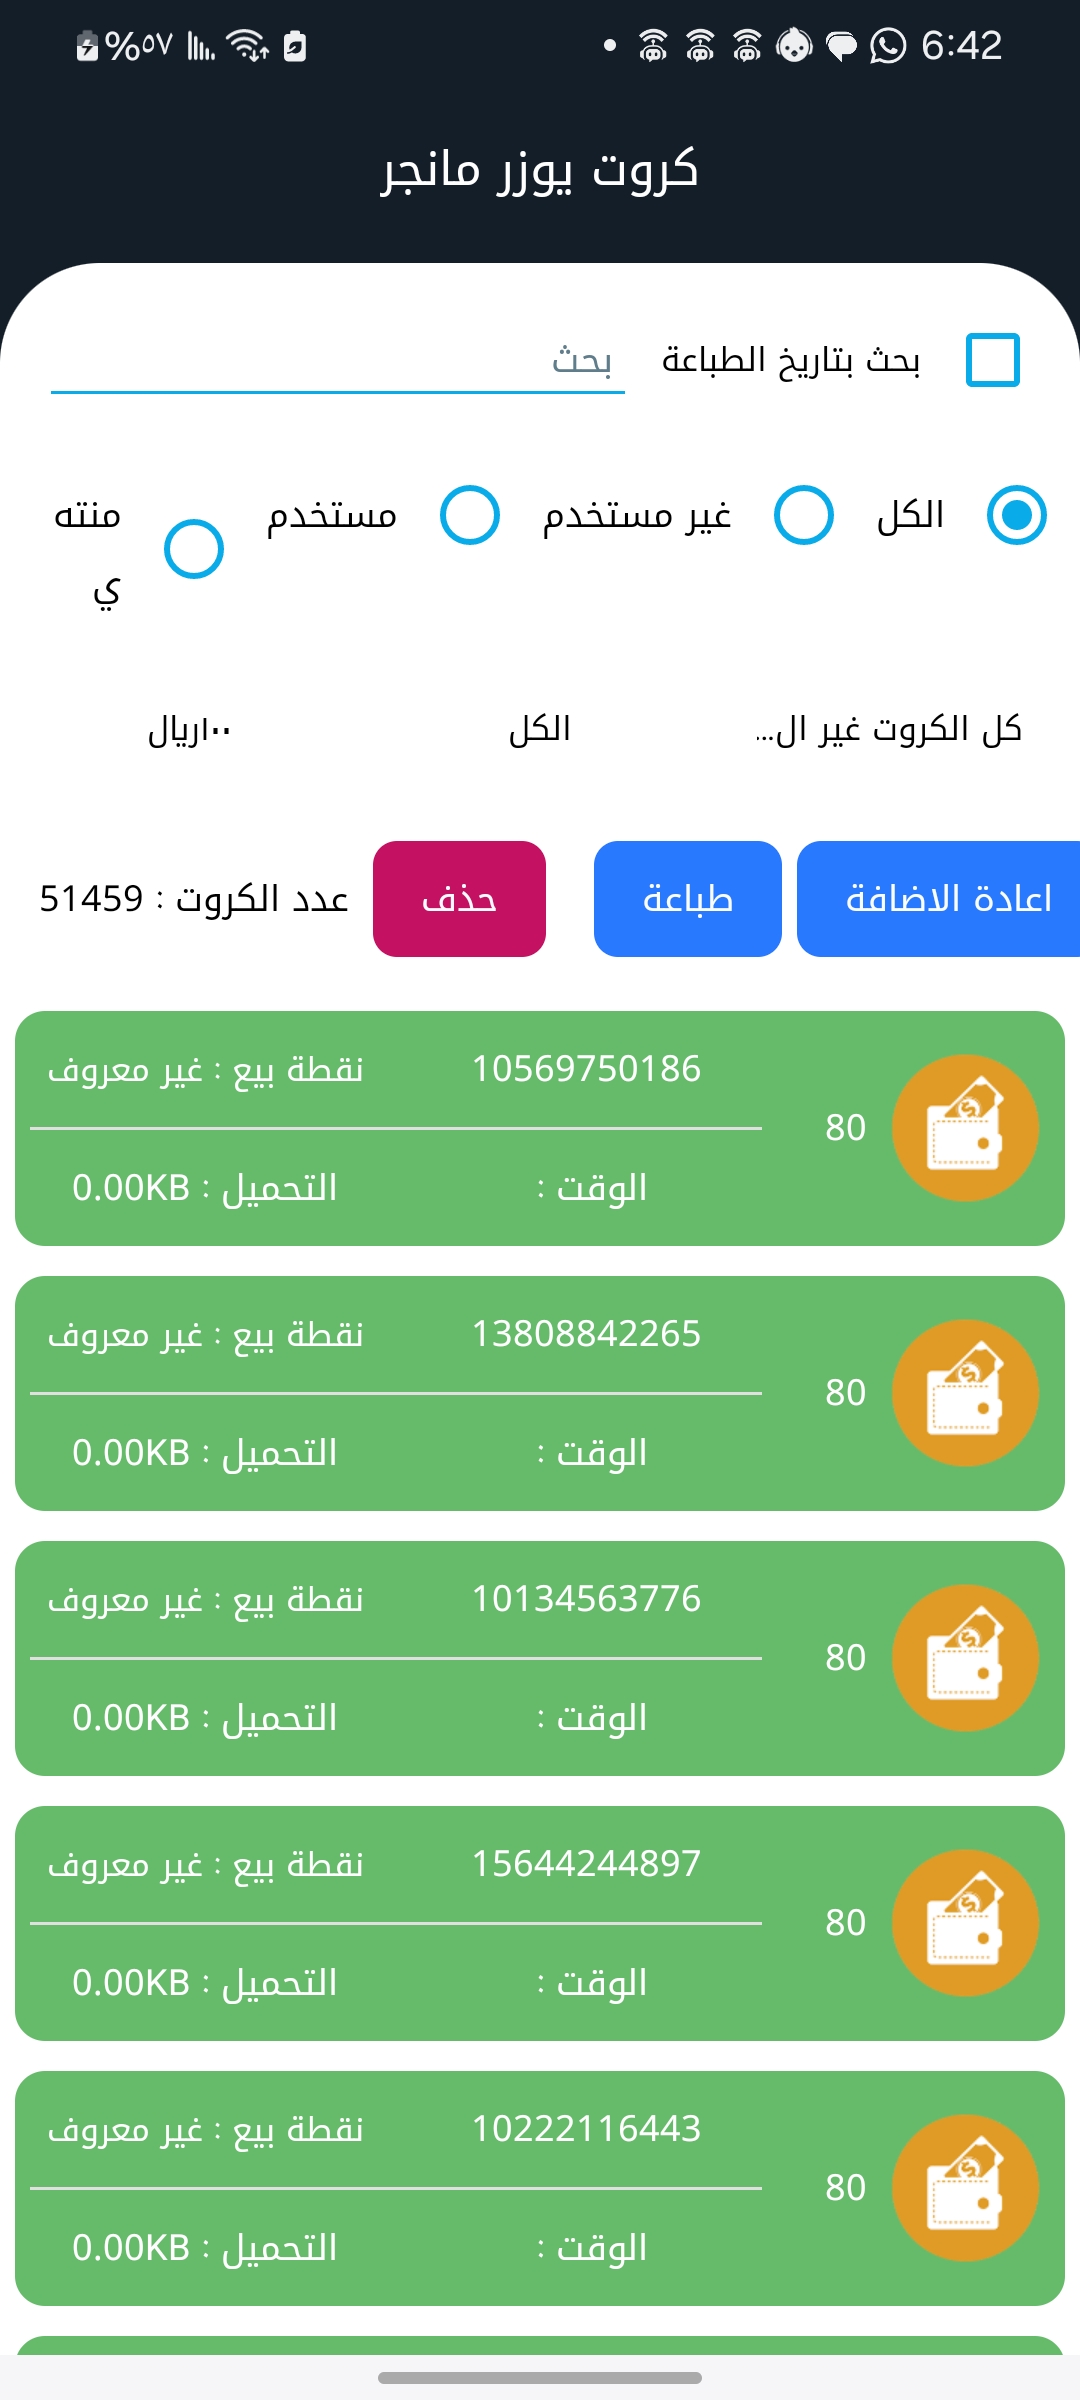 6:42
%٥٧
كروت يوزر مانجر
بحث بتاريخ الطباعة
بحث
الكل
غير مستخدم
مستخدم
منته
ي
كل الكروت غير ال...
الكل
١٠٠ريال
اعادة الاضافة
طباعة
حذف
عدد الكروت : 51459
10569750186
نقطة بيع : غير معروف
80
الوقت :
التحميل : 0.00KB
13808842265
نقطة بيع : غير معروف
80
الوقت :
التحميل : 0.00KB
10134563776
نقطة بيع : غير معروف
80
الوقت :
التحميل : 0.00KB
15644244897
نقطة بيع : غير معروف
80
الوقت :
التحميل : 0.00KB
10222116443
نقطة بيع : غير معروف
80
الوقت :
التحميل : 0.00KB